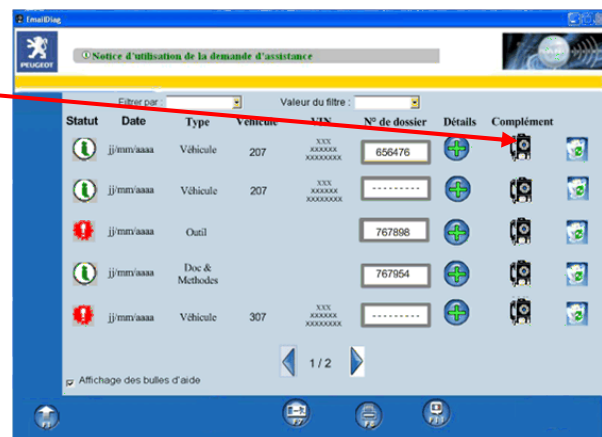 EmailDiag
PEUGEOT
Notice d'utilisation de la demande d'assistance
Filtrer par : Valeur du filtre :
Statut Date Type Véhicule VIN N° de dossier Détails Complément
jj/mm/aaaa Véhicule 207 xxx xxxxxx xxxxxxxx 656476
jj/mm/aaaa Véhicule 207 xxx xxxxxx xxxxxxxx ---------
jj/mm/aaaa Outil 767898
jj/mm/aaaa Doc & Methodes 767954
jj/mm/aaaa Véhicule 307 xxx xxxxxx xxxxxxxx ---------
1 / 2
Affichage des bulles d'aide